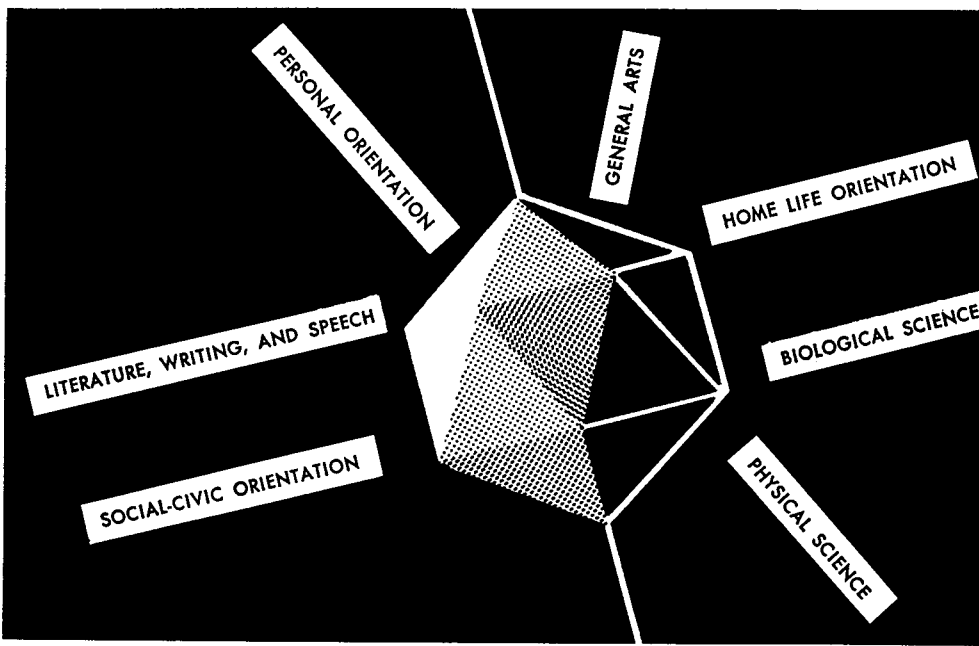 PERSONAL ORIENTATION
GENERAL ARTS
HOME LIFE ORIENTATION
LITERATURE, WRITING, AND SPEECH
BIOLOGICAL SCIENCE
SOCIAL-CIVIC ORIENTATION
PHYSICAL SCIENCE